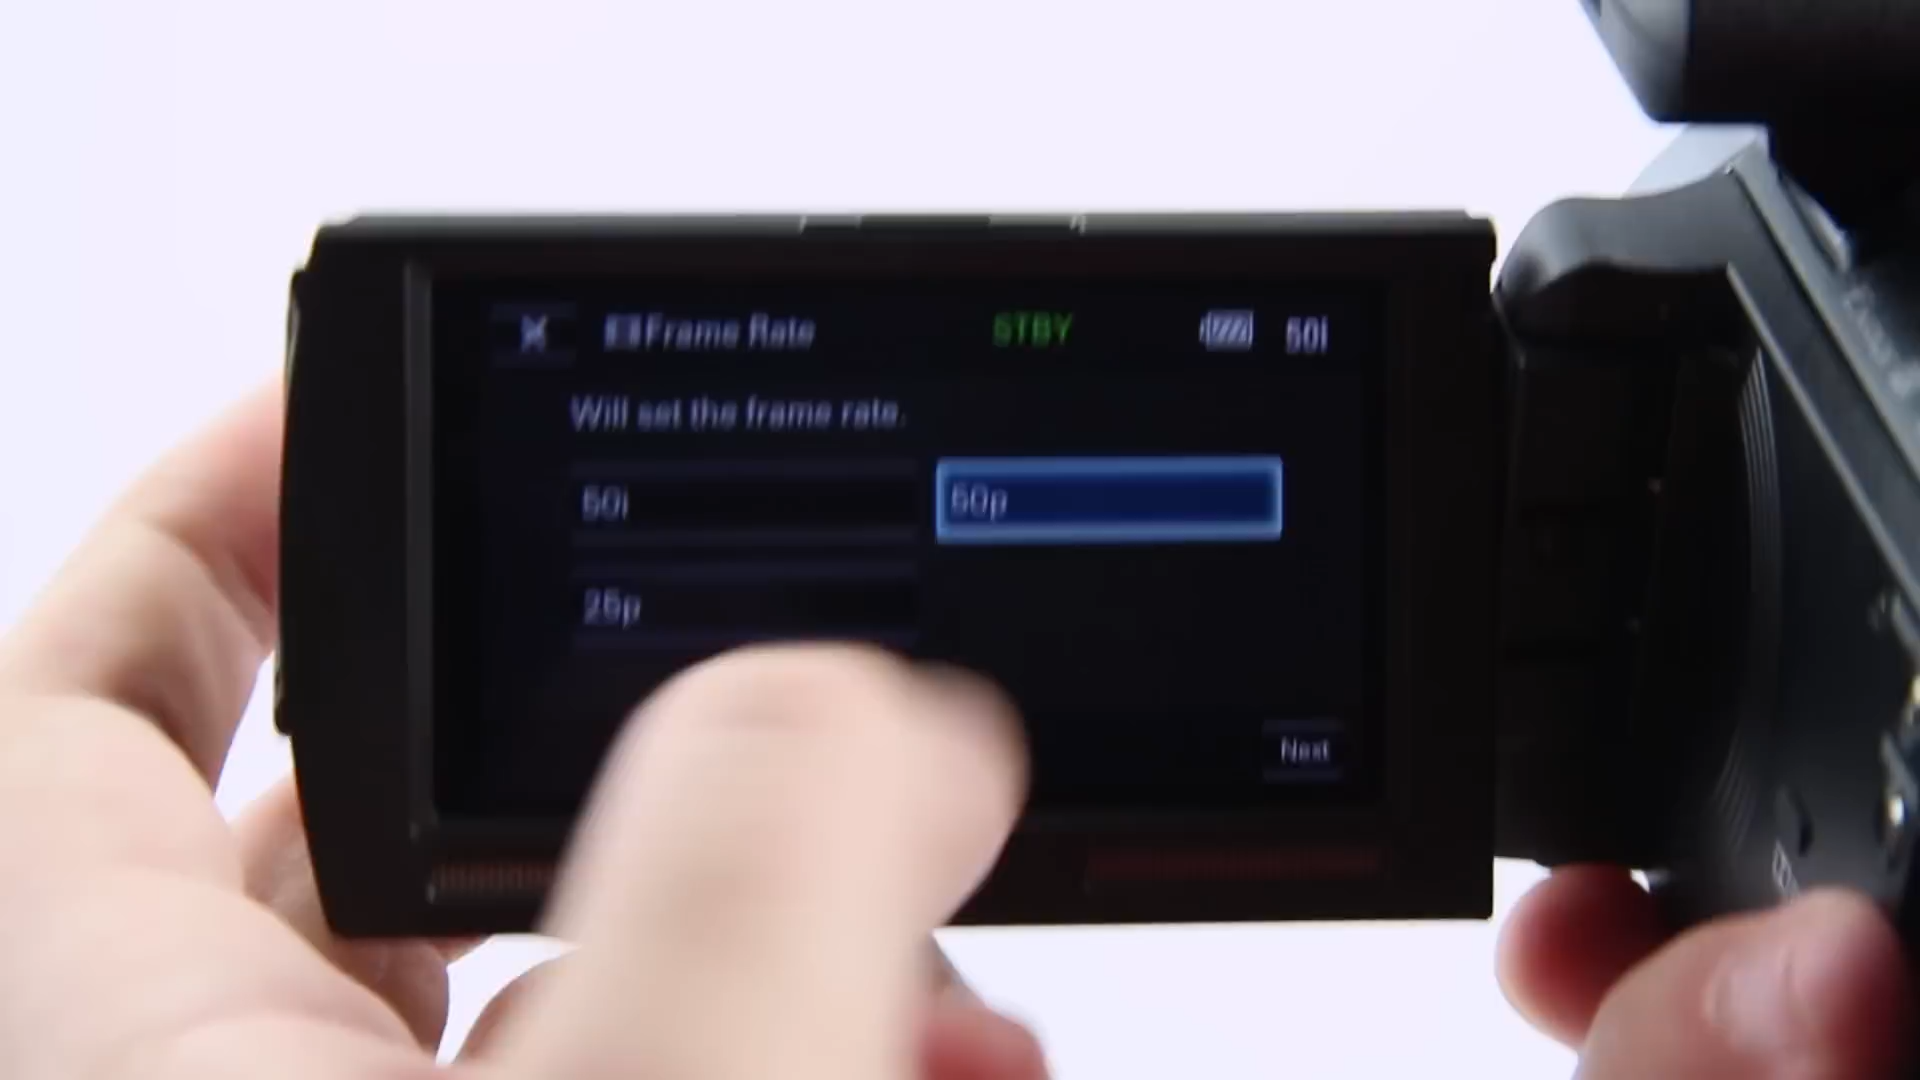 X Frame Rate STBY 50i
Will set the frame rate.
50i 50p
25p
Next